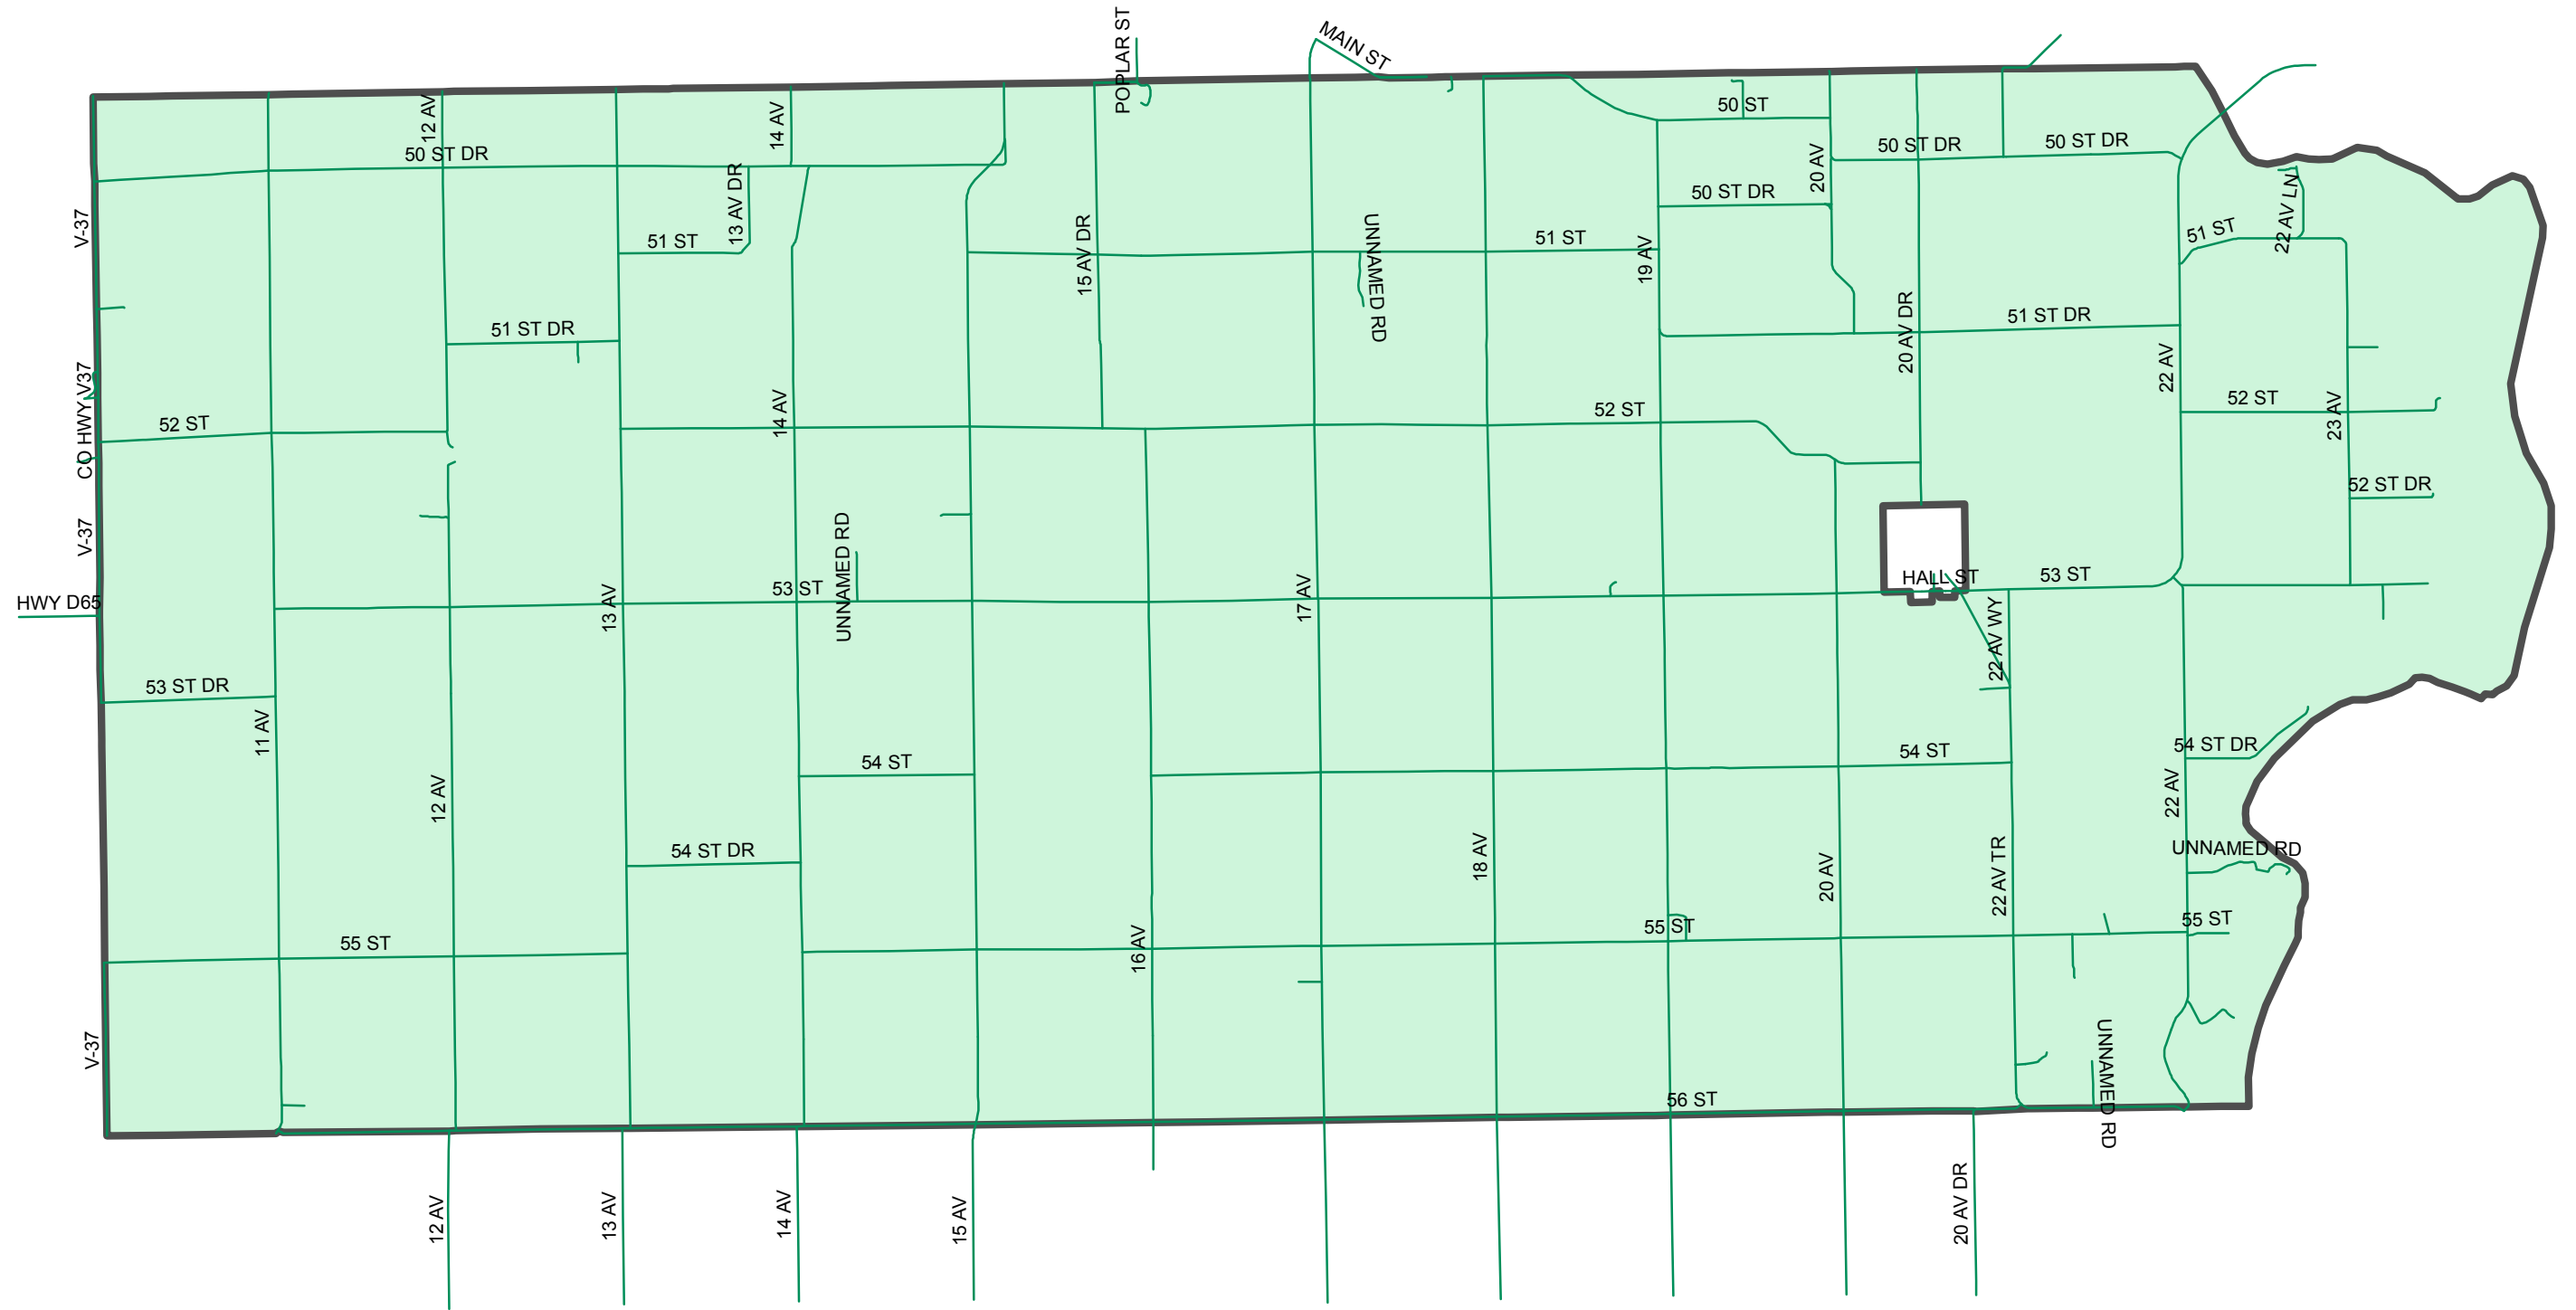 POPLAR ST
MAIN ST
12 AV
14 AV
50 ST
50 ST DR
50 ST DR
50 ST DR
20 AV
13 AV DR
50 ST DR
22 AV LN
V-37
51 ST
15 AV DR
UNNAMED RD
51 ST
19 AV
51 ST
51 ST DR
20 AV DR
51 ST DR
22 AV
CO HWY V37
52 ST
14 AV
52 ST
52 ST
23 AV
52 ST DR
V-37
UNNAMED RD
HWY D65
13 AV
53 ST
17 AV
HALL ST
53 ST
22 AV WY
53 ST DR
11 AV
12 AV
54 ST
54 ST
54 ST DR
22 AV
54 ST DR
18 AV
20 AV
22 AV TR
UNNAMED RD
55 ST
16 AV
55 ST
55 ST
V-37
56 ST
UNNAMED RD
12 AV
13 AV
14 AV
15 AV
20 AV DR